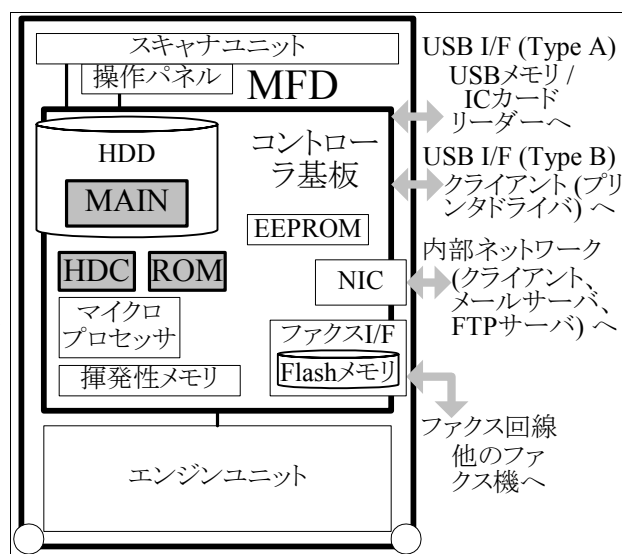 スキャナユニット
操作パネル
MFD
HDD
MAIN
コントロー
ラ基板
EEPROM
HDC
ROM
NIC
マイクロ
プロセッサ
ファクスI/F
Flashメモリ
揮発性メモリ
エンジンユニット
USB I/F (Type A)
USBメモリ /
ICカード
リーダーへ
USB I/F (Type B)
クライアント (プリ
ンタドライバ) へ
内部ネットワーク
(クライアント、
メールサーバ、
FTPサーバ) へ
ファクス回線
他のファ
クス機へ